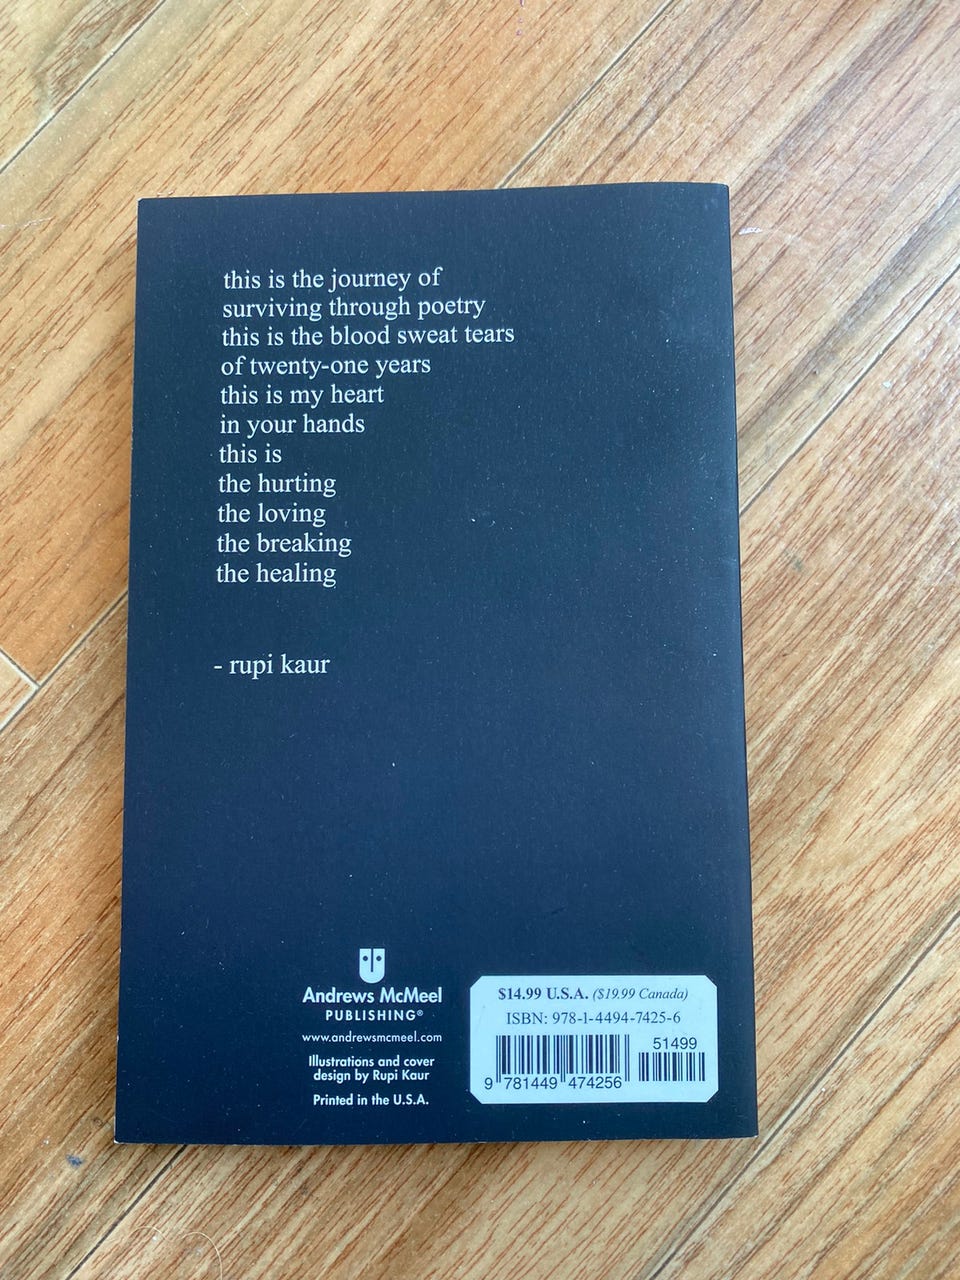 this is the journey of
surviving through poetry
this is the blood sweat tears
of twenty-one years
this is my heart
in your hands
this is
the hurting
the loving
the breaking
the healing
- rupi kaur
Andrews McMeel
PUBLISHING®
www.andrewsmcmeel.com
Illustrations and cover
design by Rupi Kaur
Printed in the U.S.A.
$14.99 U.S.A. ($19.99 Canada)
ISBN: 978-1-4494-7425-6
51499
9 781449 474256